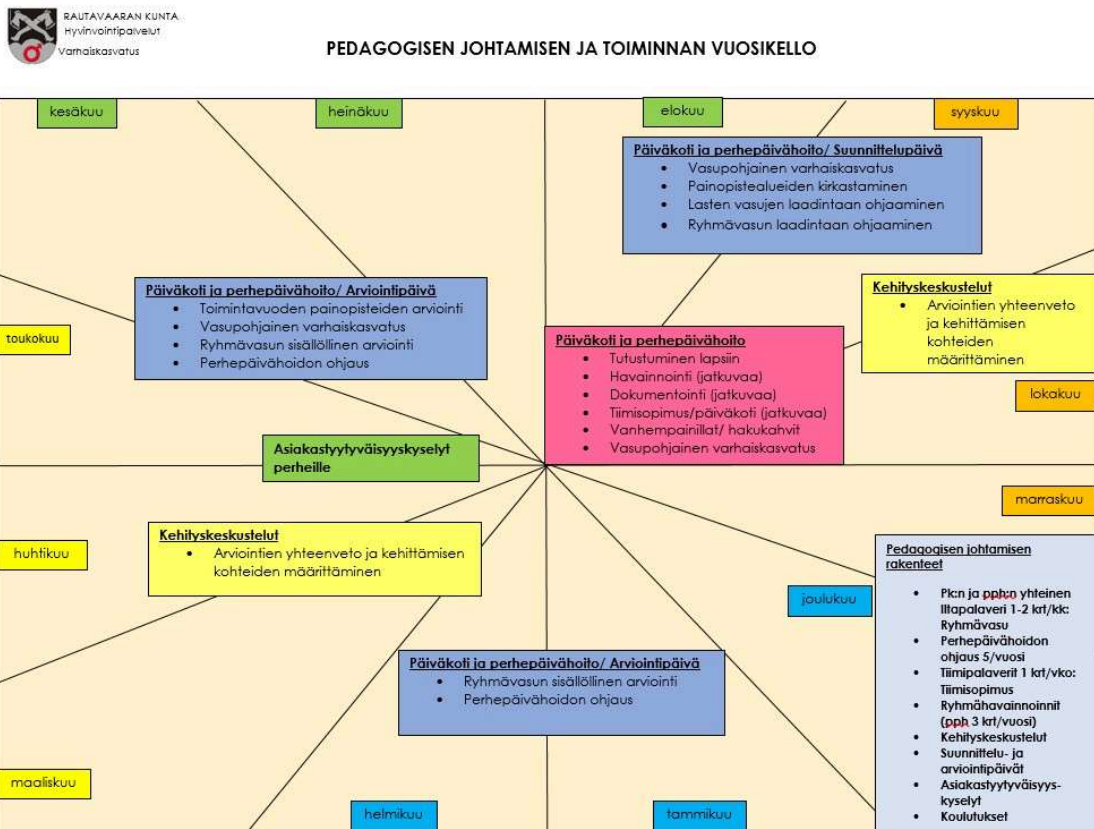 RAUTAVAARAN KUNTA
Hyvinvointipalvelut
Varhaiskasvatus
PEDAGOGISEN JOHTAMISEN JA TOIMINNAN VUOSIKELLO
kesäkuu
heinäkuu
elokuu
syyskuu
Päiväkoti ja perhepäivähoito/ Suunnittelupäivä
• Vasupohjainen varhaiskasvatus
• Painopistealueiden kirkastaminen
• Lasten vasujen laadintaan ohjaaminen
• Ryhmävasun laadintaan ohjaaminen
Päiväkoti ja perhepäivähoito/ Arviointipäivä
• Toimintavuoden painopisteiden arviointi
• Vasupohjainen varhaiskasvatus
• Ryhmävasun sisällöllinen arviointi
• Perhepäivähoidon ohjaus
Kehityskeskustelut
• Arviointien yhteenveto
ja kehittämisen
kohteiden
määrittäminen
toukokuu
Päiväkoti ja perhepäivähoito
• Tutustuminen lapsiin
• Havainnointi (jatkuvaa)
• Dokumentointi (jatkuvaa)
• Tiimisopimus/päiväkoti (jatkuvaa)
• Vanhempainillat/ hakukahvit
• Vasupohjainen varhaiskasvatus
lokakuu
Asiakastyytyväisyyskyselyt
perheille
marraskuu
Kehityskeskustelut
• Arviointien yhteenveto ja kehittämisen
kohteiden määrittäminen
huhtikuu
joulukuu
Pedagogisen johtamisen
rakenteet
• Pk:n ja pph:n yhteinen
Iltapalaveri 1-2 krt/kk:
Ryhmävasu
• Perhepäivähoidon
ohjaus 5/vuosi
• Tiimipalaverit 1 krt/vko:
Tiimisopimus
• Ryhmähavainnoinnit
(pph 3 krt/vuosi)
• Kehityskeskustelut
• Suunnittelu- ja
arviointipäivät
• Asiakastyytyväisyys-
kyselyt
• Koulutukset
Päiväkoti ja perhepäivähoito/ Arviointipäivä
• Ryhmävasun sisällöllinen arviointi
• Perhepäivähoidon ohjaus
maaliskuu
helmikuu
tammikuu